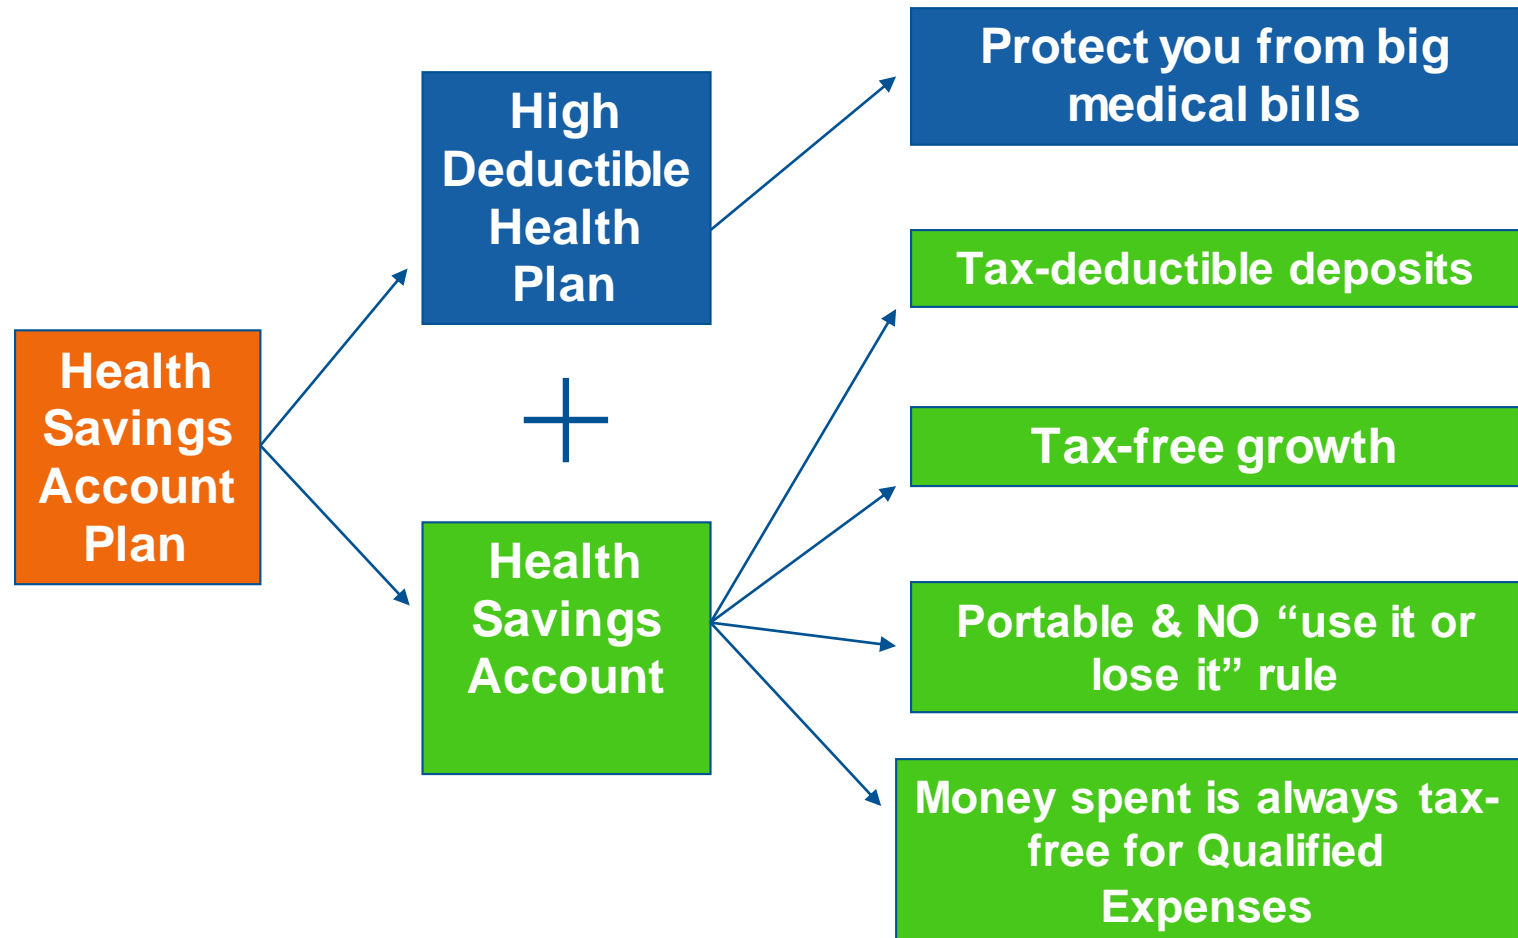 Health
Savings
Account
Plan
High
Deductible
Health
Plan
Health
Savings
Account
Protect you from big
medical bills
Tax-deductible deposits
Tax-free growth
Portable & NO “use it or
lose it” rule
Money spent is always tax-
free for Qualified
Expenses